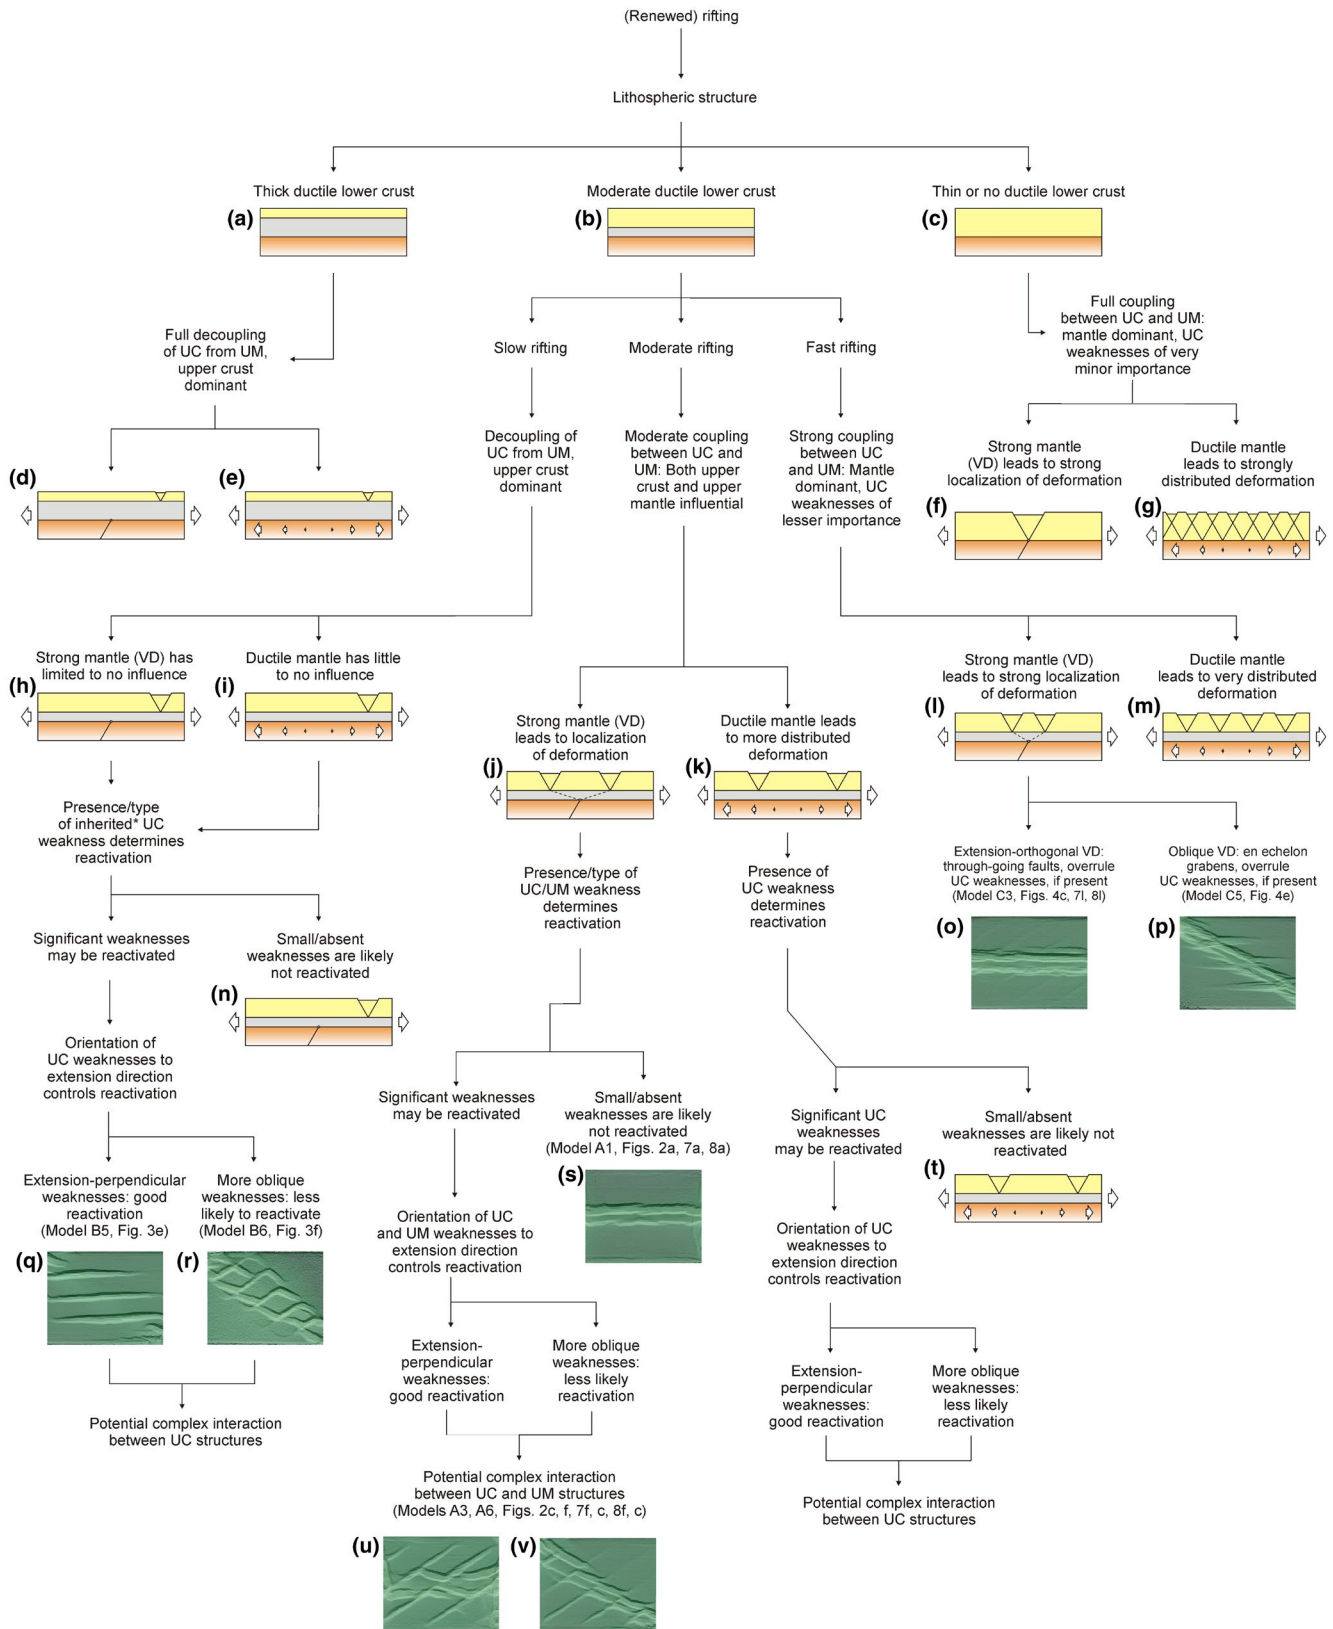 (Renewed) rifting
Lithospheric structure
Thick ductile lower crust
(a)
Moderate ductile lower crust
(b)
Thin or no ductile lower crust
(c)
Full decoupling
of UC from UM,
upper crust
dominant
Slow rifting
Moderate rifting
Fast rifting
Full coupling
between UC and UM:
mantle dominant, UC
weaknesses of very
minor importance
(d)
(e)
Decoupling of
UC from UM,
upper crust
dominant
Moderate coupling
between UC and
UM: Both upper
crust and upper
mantle influential
Strong coupling
between UC
and UM: Mantle
dominant, UC
weaknesses of
lesser importance
Strong mantle
(VD) leads to strong
localization of deformation
(f)
Ductile mantle
leads to strongly
distributed deformation
(g)
Strong mantle (VD) has
limited to no influence
(h)
Ductile mantle has little
to no influence
(i)
Strong mantle (VD)
leads to localization
of deformation
(j)
Ductile mantle leads
to more distributed
deformation
(k)
Strong mantle (VD)
leads to strong localization
of deformation
(l)
Ductile mantle
leads to very distributed
deformation
(m)
Presence/type
of inherited* UC
weakness determines
reactivation
Presence/type of
UC/UM weakness
determines
reactivation
Presence of
UC weakness
determines
reactivation
Extension-orthogonal VD:
through-going faults, overrule
UC weaknesses, if present
(Model C3, Figs. 4c, 7l, 8l)
(o)
Oblique VD: en echelon
grabens, overrule
UC weaknesses, if present
(Model C5, Fig. 4e)
(p)
Significant weaknesses
may be reactivated
Small/absent
weaknesses are likely
not reactivated
(n)
Orientation of
UC weaknesses to
extension direction
controls reactivation
Significant weaknesses
may be reactivated
Small/absent
weaknesses are likely
not reactivated
(Model A1, Figs. 2a, 7a, 8a)
(s)
Significant UC
weaknesses
may be reactivated
Small/absent
weaknesses are likely not
reactivated
(t)
Extension-perpendicular
weaknesses: good
reactivation
(Model B5, Fig. 3e)
(q)
More oblique
weaknesses: less
likely to reactivate
(Model B6, Fig. 3f)
(r)
Orientation of UC
and UM weaknesses to
extension direction
controls reactivation
Orientation of UC
weaknesses to
extension direction
controls reactivation
Extension-
perpendicular
weaknesses:
good reactivation
More oblique
weaknesses:
less likely
reactivation
Extension-
perpendicular
weaknesses:
good reactivation
More oblique
weaknesses:
less likely
reactivation
Potential complex interaction
between UC structures
Potential complex interaction
between UC and UM structures
(Models A3, A6, Figs. 2c, f, 7f, c, 8f, c)
(u)
(v)
Potential complex interaction
between UC structures